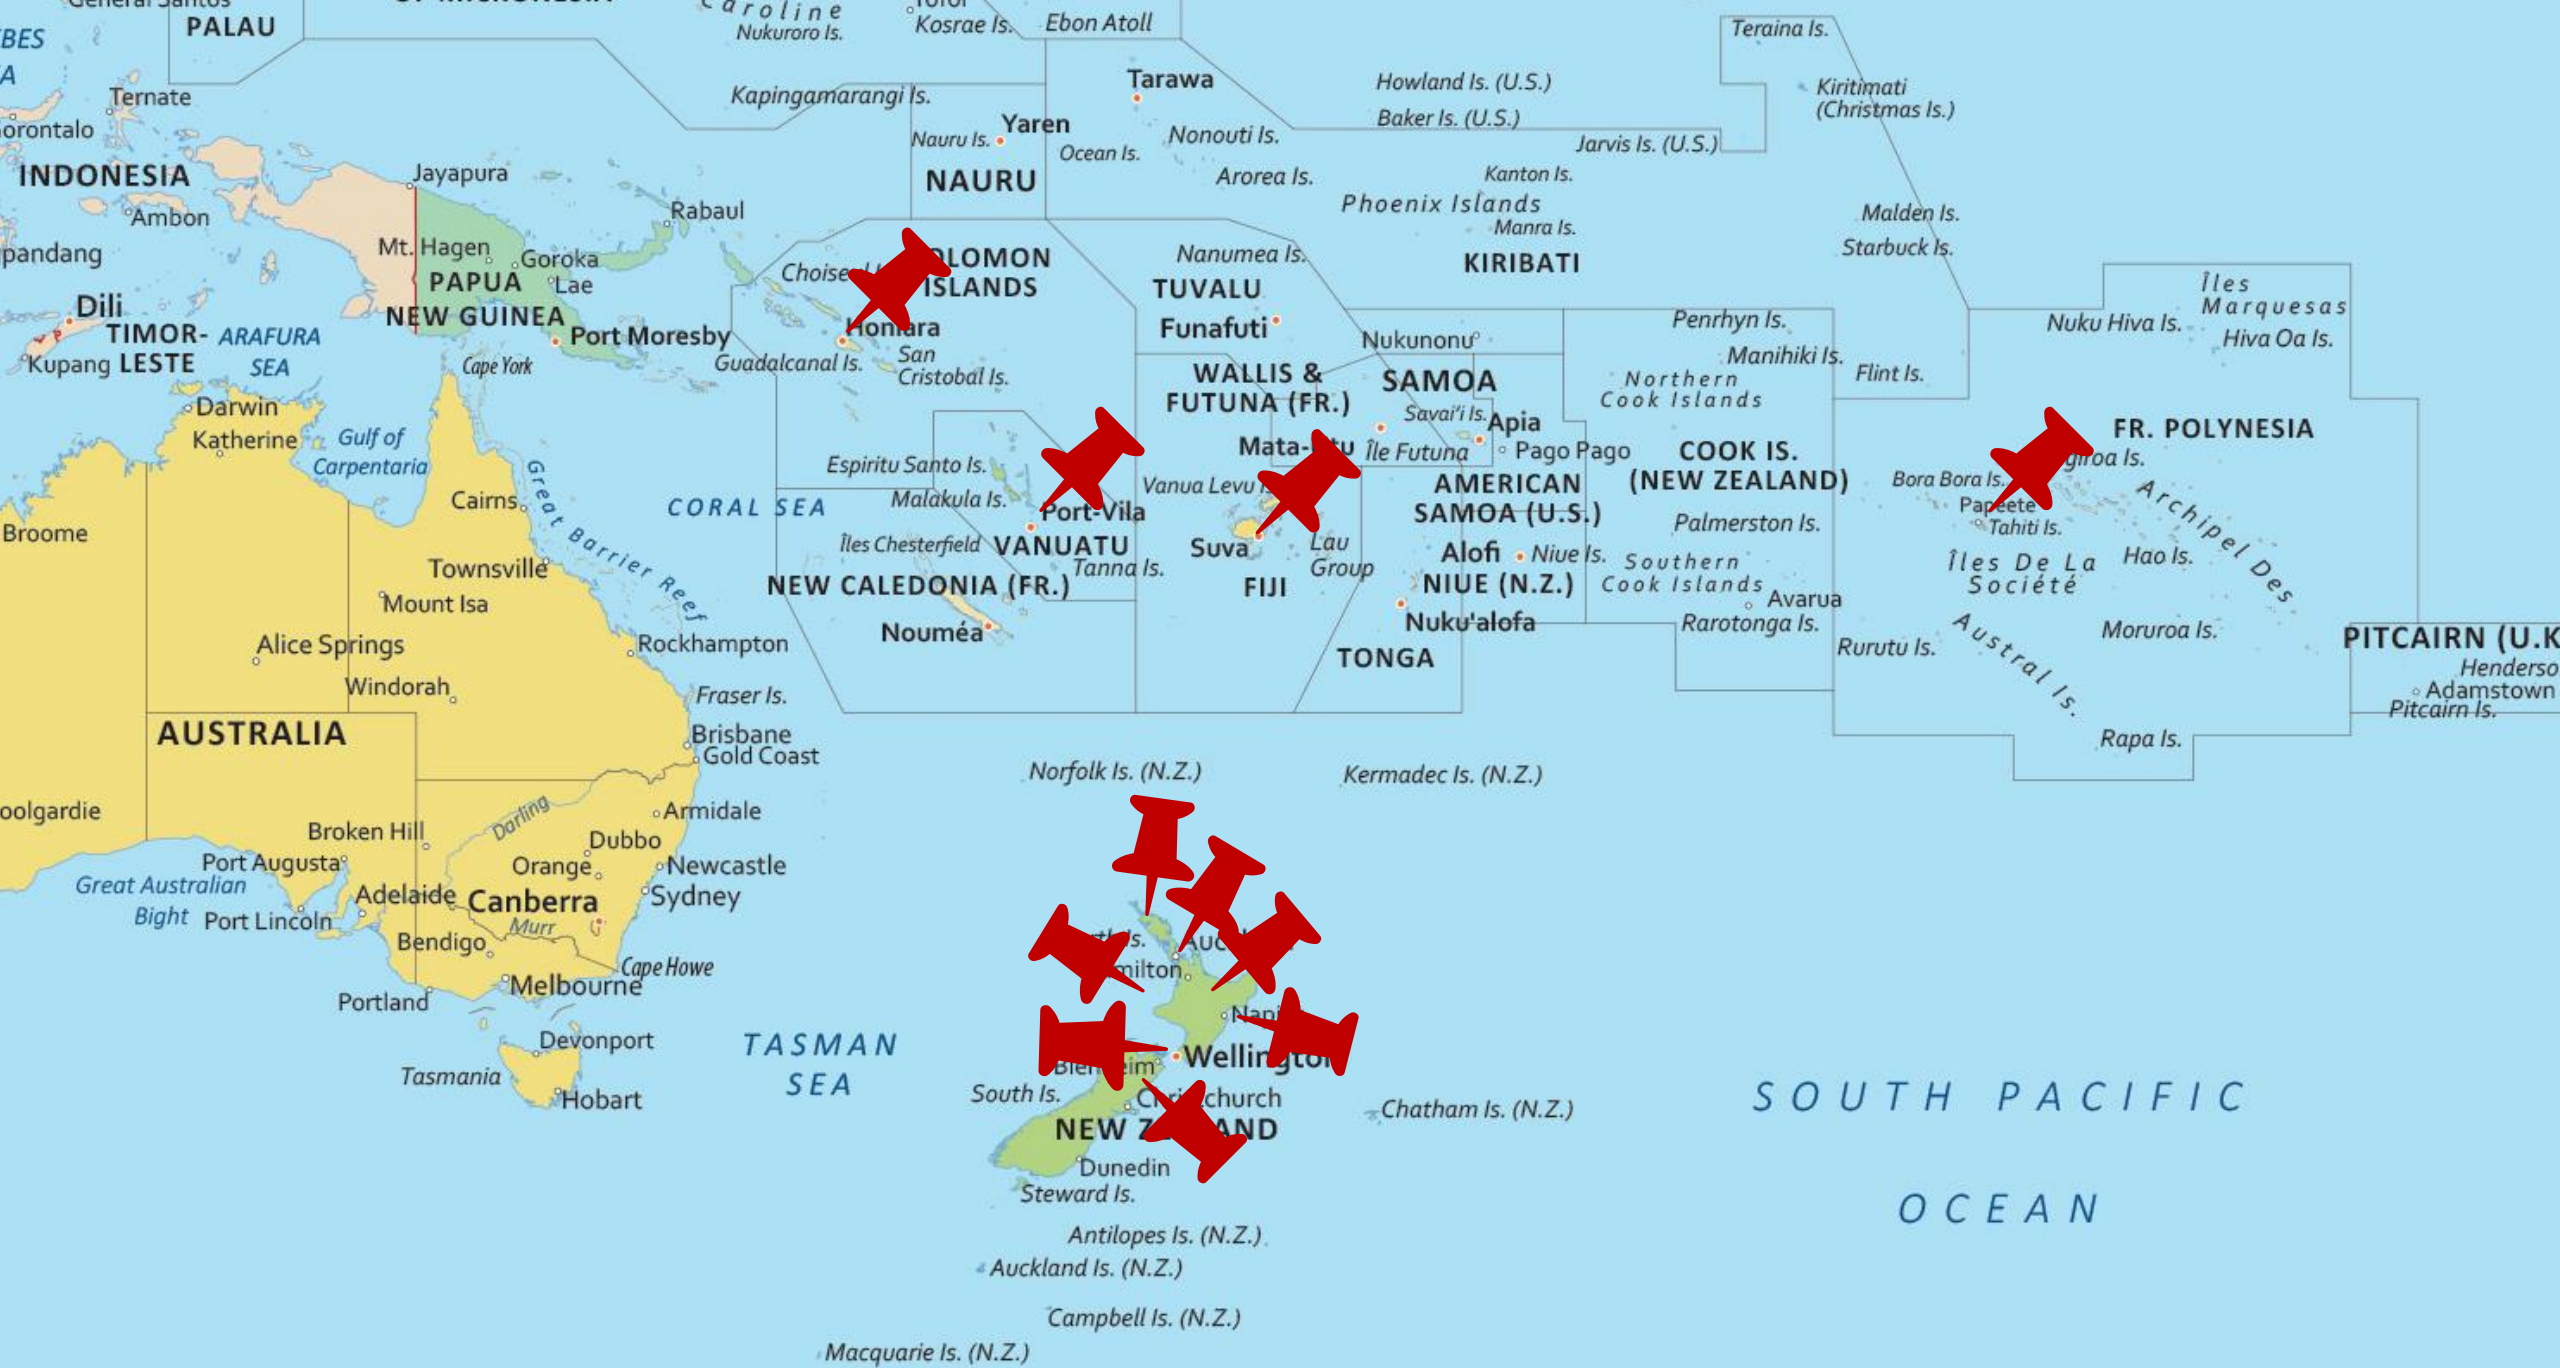 PALAU
Caroline
Nukuroro Is.
Kosrae Is.
Ebon Atoll
Teraina Is.
Ternate
Kapingamarangi Is.
Tarawa
Howland Is. (U.S.)
Baker Is. (U.S.)
Jarvis Is. (U.S.)
Kiritimati
(Christmas Is.)
Yaren
Nauru Is.
NAURU
Ocean Is.
Nonouti Is.
Arorea Is.
Kanton Is.
Phoenix Islands
Manra Is.
KIRIBATI
Malden Is.
Starbuck Is.
INDONESIA
Jayapura
Ambon
Rabaul
Mt. Hagen
Goroka
Lae
PAPUA
NEW GUINEA
Port Moresby
ISLANDS
Honiara
Guadalcanal Is.
San
Cristobal Is.
Nanumea Is.
TUVALU
Funafuti
Nukunonu
Penrhyn Is.
Manihiki Is.
Flint Is.
Îles
Marquesas
Nuku Hiva Is.
Hiva Oa Is.
Dili
TIMOR-
LESTE
Kupang
ARAFURA
SEA
Cape York
WALLIS &
FUTUNA (FR.)
SAMOA
Savai'i Is.
Apia
Île Futuna
Pago Pago
Northern
Cook Islands
COOK IS.
(NEW ZEALAND)
FR. POLYNESIA
Darwin
Katherine
Gulf of
Carpentaria
Great Barrier Reef
Cairns
CORAL SEA
Espiritu Santo Is.
Malakula Is.
Port-Vila
Îles Chesterfield
VANUATU
Tanna Is.
NEW CALEDONIA (FR.)
Nouméa
Vanua Levu
Suva
Lau
Group
FIJI
AMERICAN
SAMOA (U.S.)
Alofi
Niue Is.
NIUE (N.Z.)
Nuku'alofa
TONGA
Palmerston Is.
Southern
Cook Islands
Avarua
Rarotonga Is.
Bora Bora Is.
Papeete
Tahiti Is.
Îles De La
Société
Archipel Des
Hao Is.
Moruroa Is.
Austral Is.
Rurutu Is.
Rapa Is.
PITCAIRN (U.K
Henderso
Adamstown
Pitcairn Is.
Broome
Townsville
Mount Isa
Alice Springs
Rockhampton
Windorah
Fraser Is.
AUSTRALIA
Brisbane
Gold Coast
Norfolk Is. (N.Z.)
Kermadec Is. (N.Z.)
Armidale
Darling
Broken Hill
Dubbo
Port Augusta
Orange
Newcastle
Great Australian
Bight
Adelaide
Canberra
Sydney
Port Lincoln
Murr
Bendigo
Cape Howe
Melbourne
Portland
Devonport
Tasmania
Hobart
TASMAN
SEA
Wellington
South Is.
NEW ZEALAND
Dunedin
Steward Is.
Chatham Is. (N.Z.)
SOUTH PACIFIC
OCEAN
Antilopes Is. (N.Z.)
Auckland Is. (N.Z.)
Campbell Is. (N.Z.)
Macquarie Is. (N.Z.)